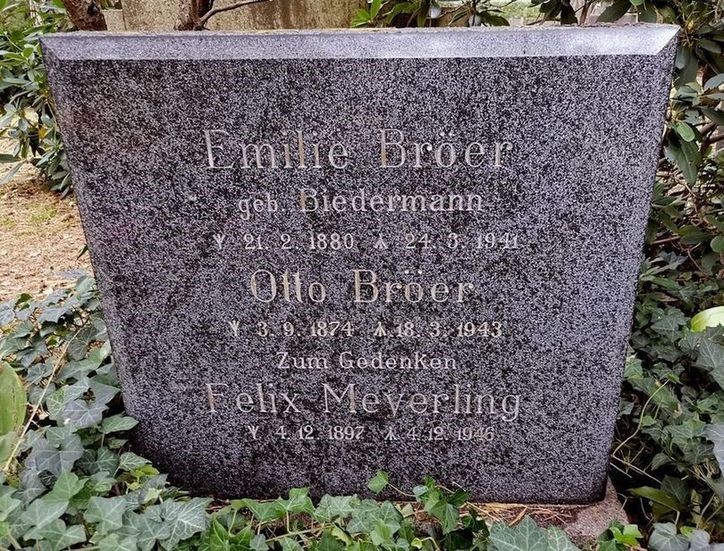 Emilie Bröer
geb. Biedermann
ᛉ 21. 2. 1880 ᛣ 24. 3. 1941
Otto Bröer
ᛉ 3. 9. 1874 ᛣ 18. 3. 1943
Zum Gedenken
Felix Meyerling
ᛉ 4. 12. 1897 ᛣ 4. 12. 1946